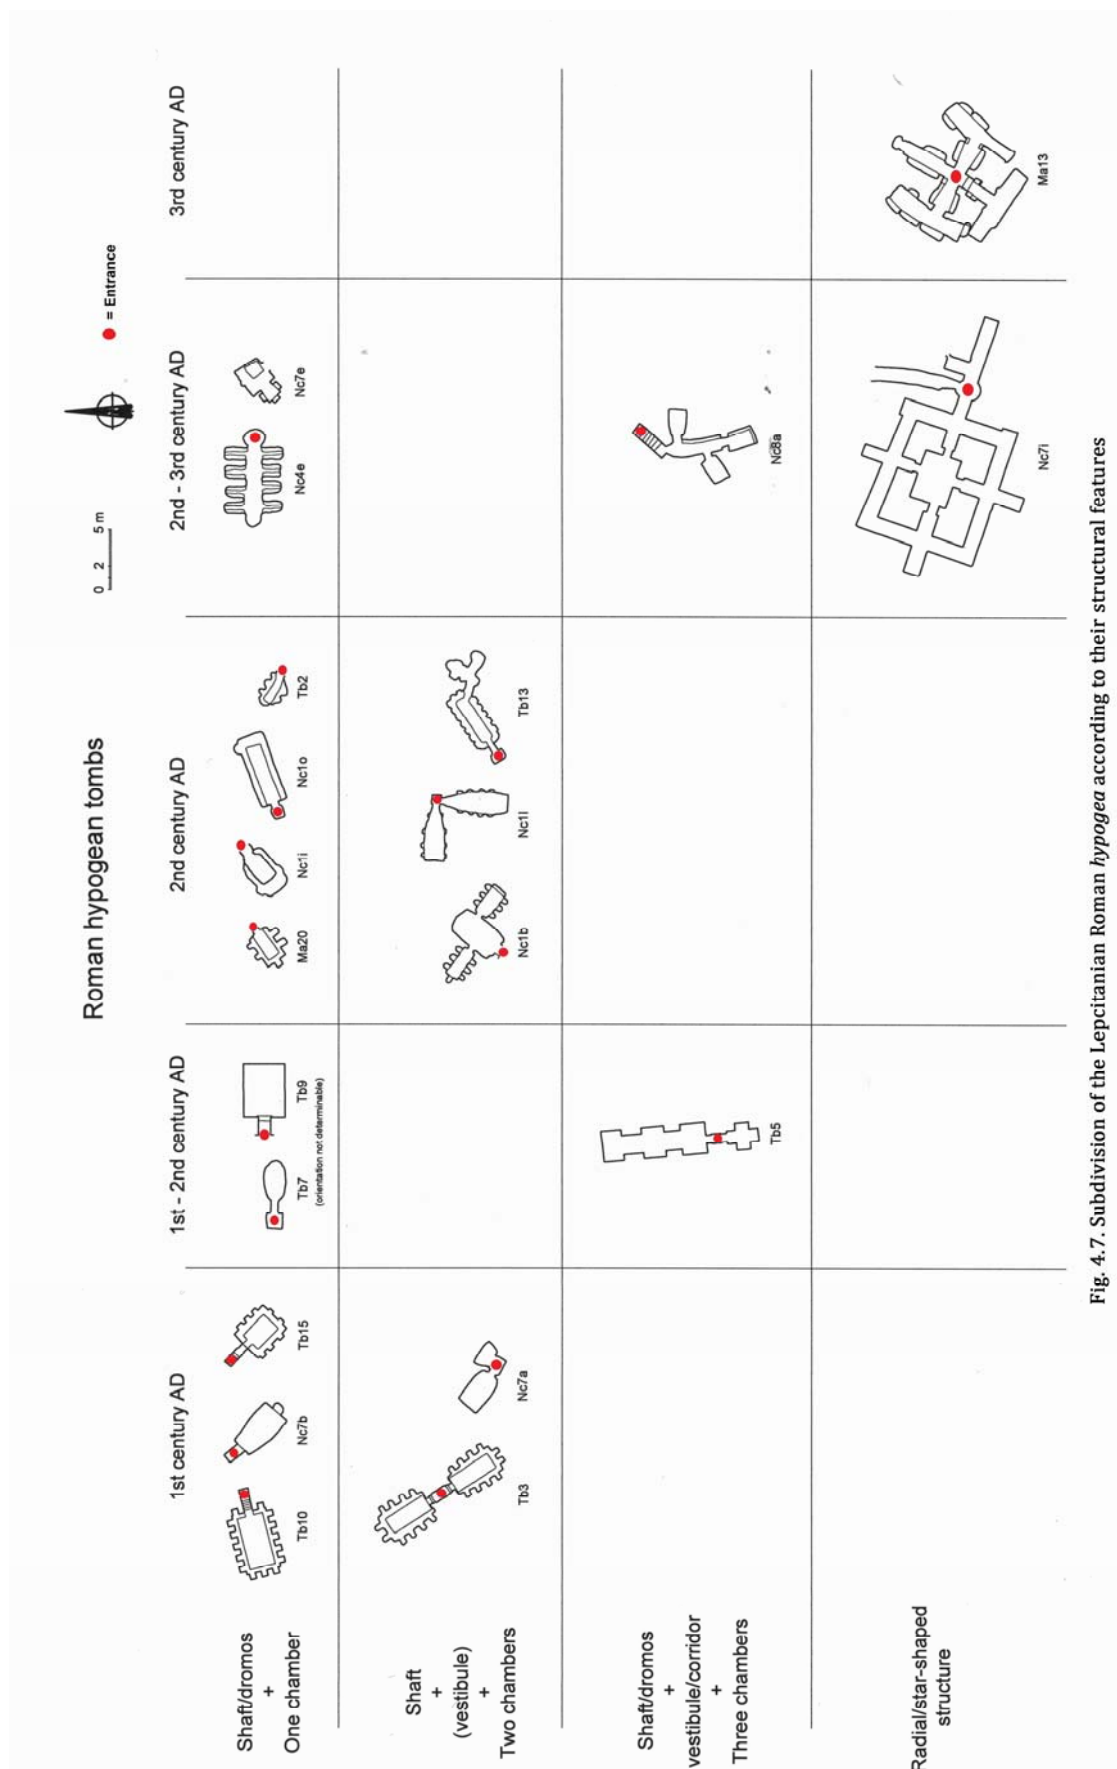 Roman hypogean tombs
0 2 5 m
= Entrance
1st century AD
1st - 2nd century AD
2nd century AD
2nd - 3rd century AD
3rd century AD
Shaft/dromos
+
One chamber
Tb10
Nc7b
Tb15
Tb7
Tb9
(orientation not determinable)
Ma20
Nc1i
Nc1o
Tb2
Nc4e
Nc7e
Shaft
+
(vestibule)
+
Two chambers
Tb3
Nc7a
Nc1b
Nc1l
Tb13
Shaft/dromos
+
vestibule/corridor
+
Three chambers
Tb5
Nc8a
Radial/star-shaped
structure
Nc7i
Ma13
Fig. 4.7. Subdivision of the Lepcitanian Roman hypogea according to their structural features